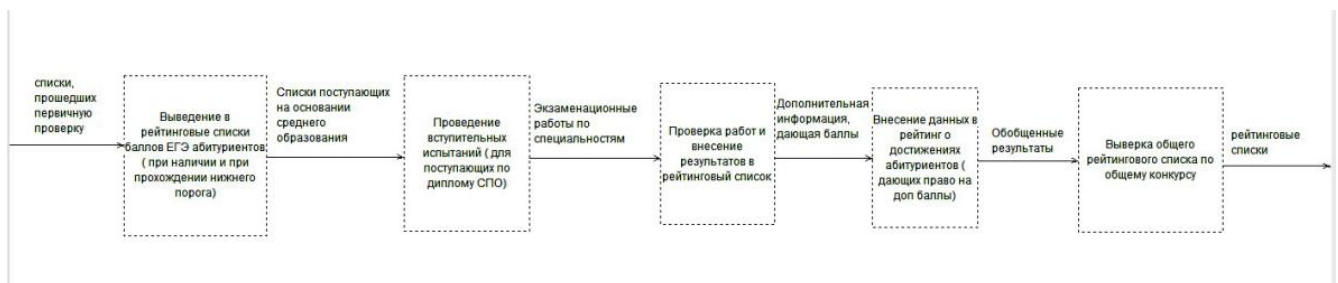 списки,
прошедших
первичную
проверку
Выведение в
рейтинговые списки
баллов ЕГЭ абитуриентов
( при наличии и при
прохождении нижнего
порога)
Списки поступающих
на основании
среднего
образования
Проведение
вступительных
испытаний ( для
поступающих по
диплому СПО)
Экзаменационные
работы по
специальностям
Проверка работ и
внесение
результатов в
рейтинговый список
Дополнительная
информация,
дающая баллы
Внесение данных в
рейтинг о
достижениях
абитуриентов (
дающих право на
доп баллы)
Обобщенные
результаты
Выверка общего
рейтингового списка по
общему конкурсу
рейтинговые
списки